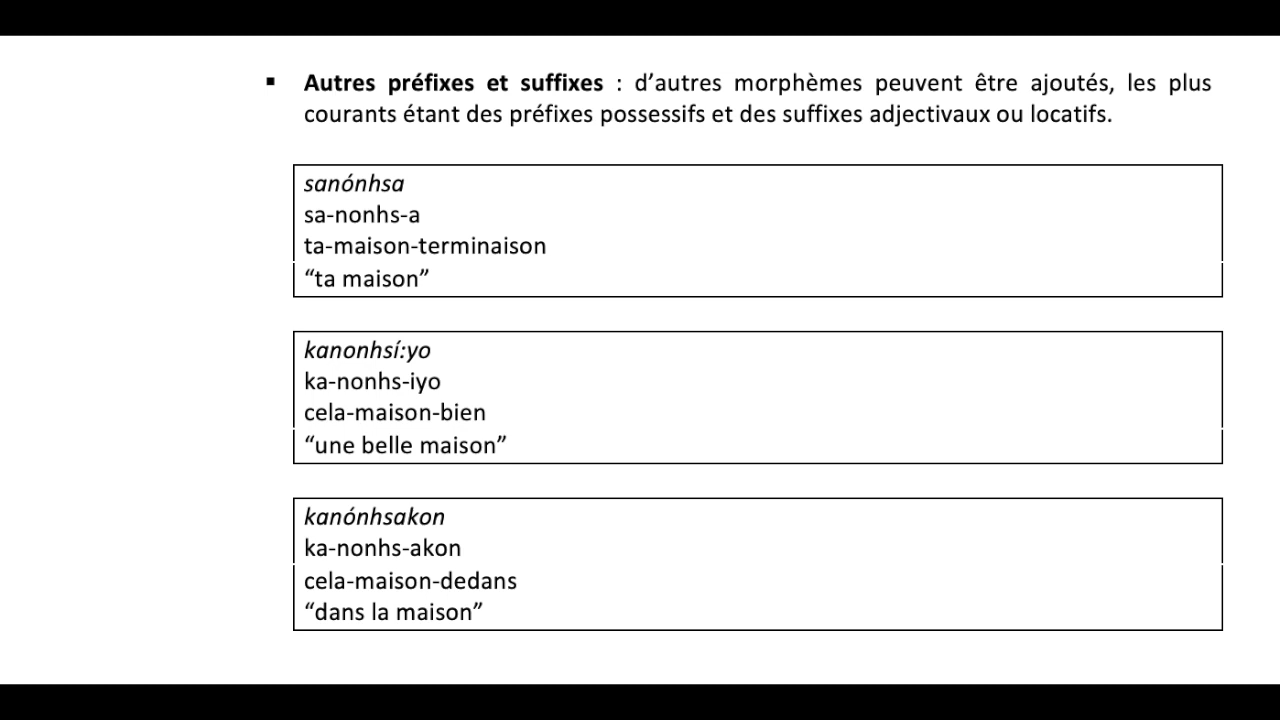 ▪ Autres préfixes et suffixes : d’autres morphèmes peuvent être ajoutés, les plus
courants étant des préfixes possessifs et des suffixes adjectivaux ou locatifs.
sanónhsa
sa-nonhs-a
ta-maison-terminaison
“ta maison”
kanonhsí:yo
ka-nonhs-iyo
cela-maison-bien
“une belle maison”
kanónhsakon
ka-nonhs-akon
cela-maison-dedans
“dans la maison”